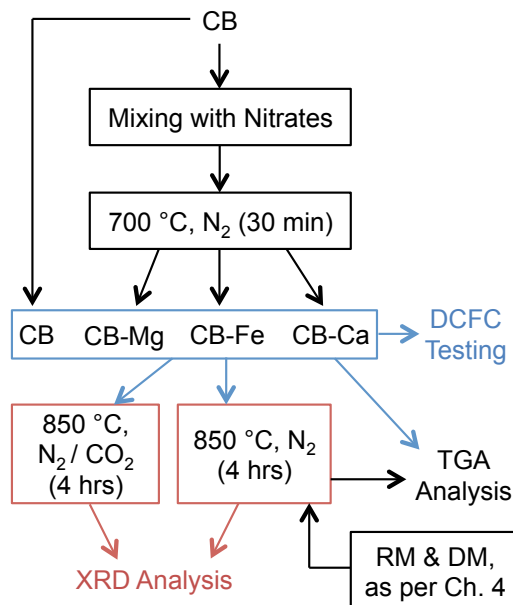 CB
Mixing with Nitrates
700 °C, N₂ (30 min)
CB CB-Mg CB-Fe CB-Ca
DCFC
Testing
850 °C,
N₂ / CO₂
(4 hrs)
850 °C, N₂
(4 hrs)
TGA
Analysis
RM & DM,
as per Ch. 4
XRD Analysis